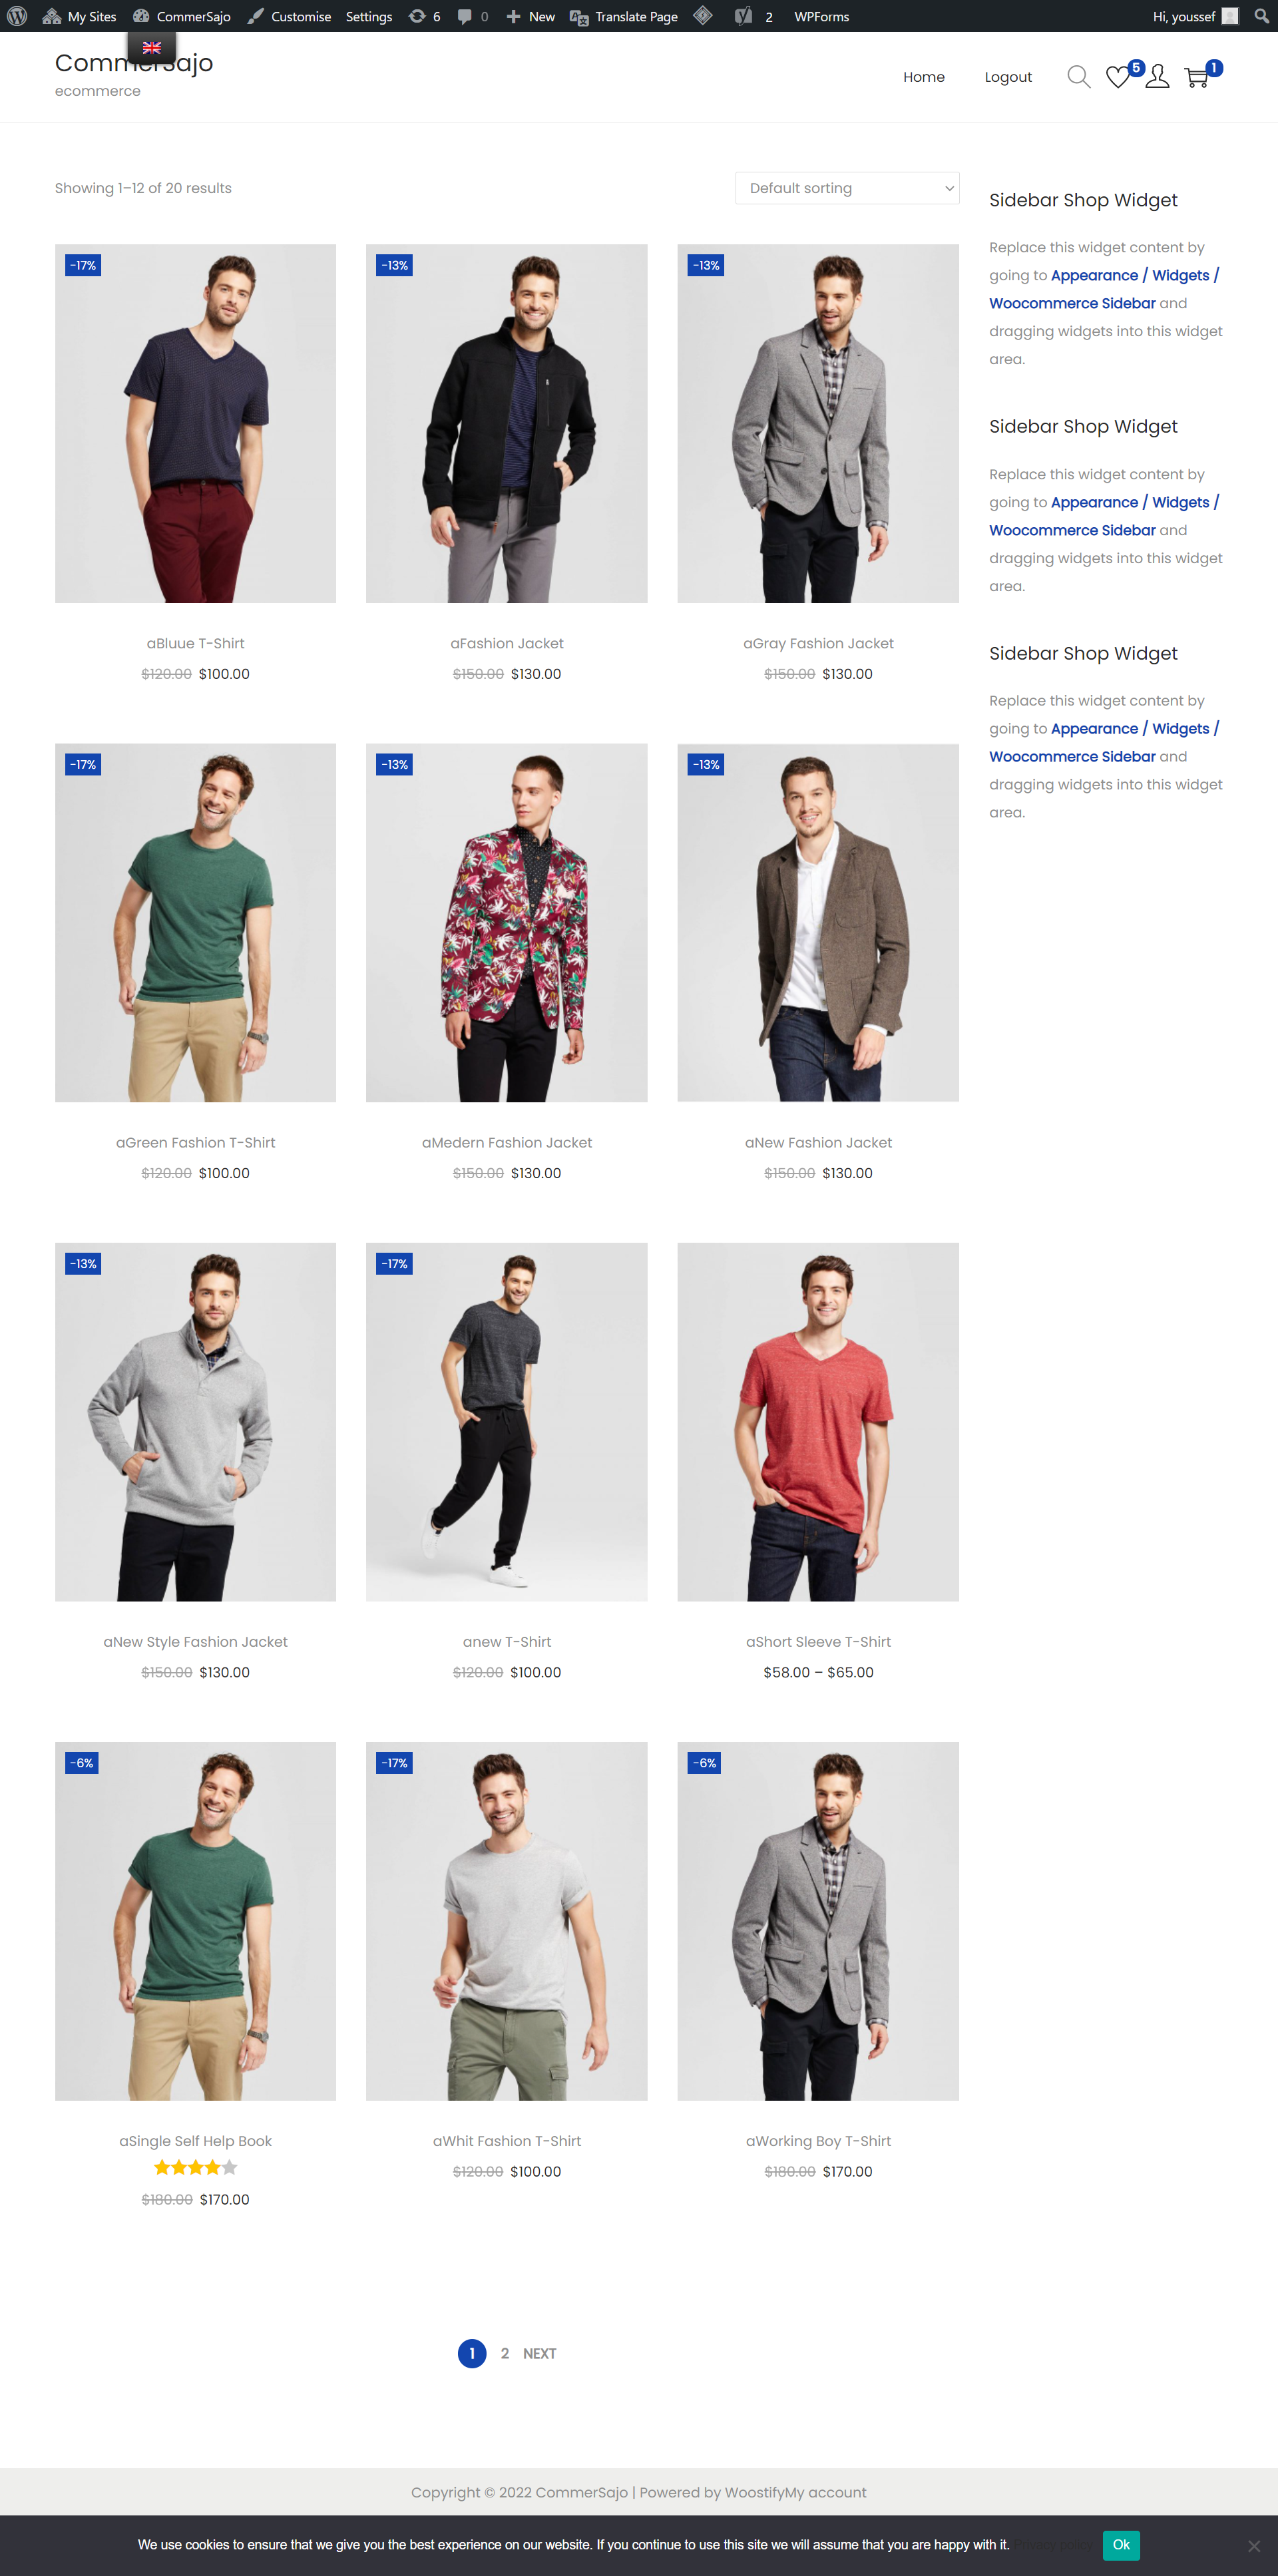 My Sites CommerSajo Customise Settings 6 0 New Translate Page 2 WPForms Hi, youssef
CommerSajo
ecommerce
Home Logout 5 1
Showing 1–12 of 20 results
Default sorting
-17%
-13%
-13%
aBluue T-Shirt
$120.00 $100.00
aFashion Jacket
$150.00 $130.00
aGray Fashion Jacket
$150.00 $130.00
-17%
-13%
-13%
aGreen Fashion T-Shirt
$120.00 $100.00
aMedern Fashion Jacket
$150.00 $130.00
aNew Fashion Jacket
$150.00 $130.00
-13%
-17%
aNew Style Fashion Jacket
$150.00 $130.00
anew T-Shirt
$120.00 $100.00
aShort Sleeve T-Shirt
$58.00 – $65.00
-6%
-17%
-6%
aSingle Self Help Book
$180.00 $170.00
aWhit Fashion T-Shirt
$120.00 $100.00
aWorking Boy T-Shirt
$180.00 $170.00
1 2 NEXT
Sidebar Shop Widget
Replace this widget content by
going to Appearance / Widgets /
Woocommerce Sidebar and
dragging widgets into this widget
area.
Sidebar Shop Widget
Replace this widget content by
going to Appearance / Widgets /
Woocommerce Sidebar and
dragging widgets into this widget
area.
Sidebar Shop Widget
Replace this widget content by
going to Appearance / Widgets /
Woocommerce Sidebar and
dragging widgets into this widget
area.
Copyright © 2022 CommerSajo | Powered by WoostifyMy account
We use cookies to ensure that we give you the best experience on our website. If you continue to use this site we will assume that you are happy with it. Ok